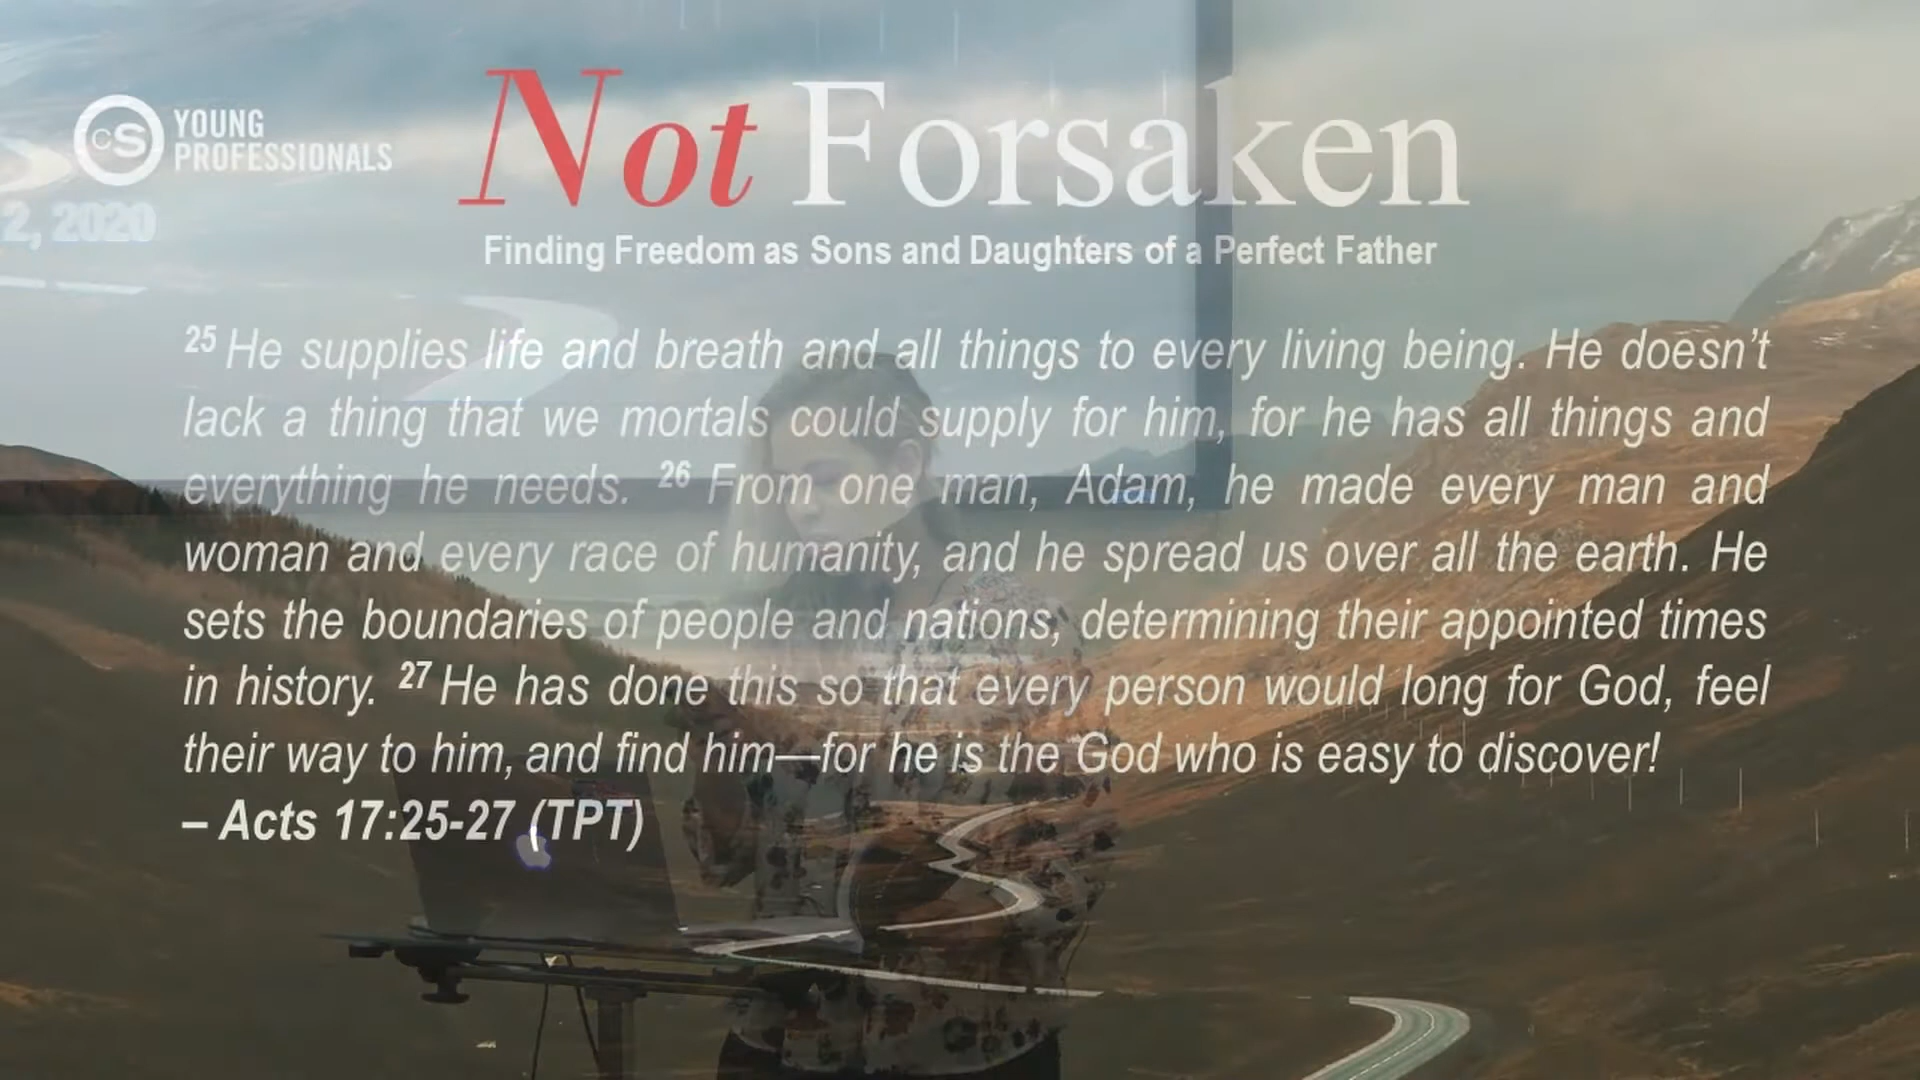 CS YOUNG
PROFESSIONALS
2, 2020
Not Forsaken
Finding Freedom as Sons and Daughters of a Perfect Father
25 He supplies life and breath and all things to every living being. He doesn’t
lack a thing that we mortals could supply for him, for he has all things and
everything he needs. 26 From one man, Adam, he made every man and
woman and every race of humanity, and he spread us over all the earth. He
sets the boundaries of people and nations, determining their appointed times
in history. 27 He has done this so that every person would long for God, feel
their way to him, and find him—for he is the God who is easy to discover!
– Acts 17:25-27 (TPT)